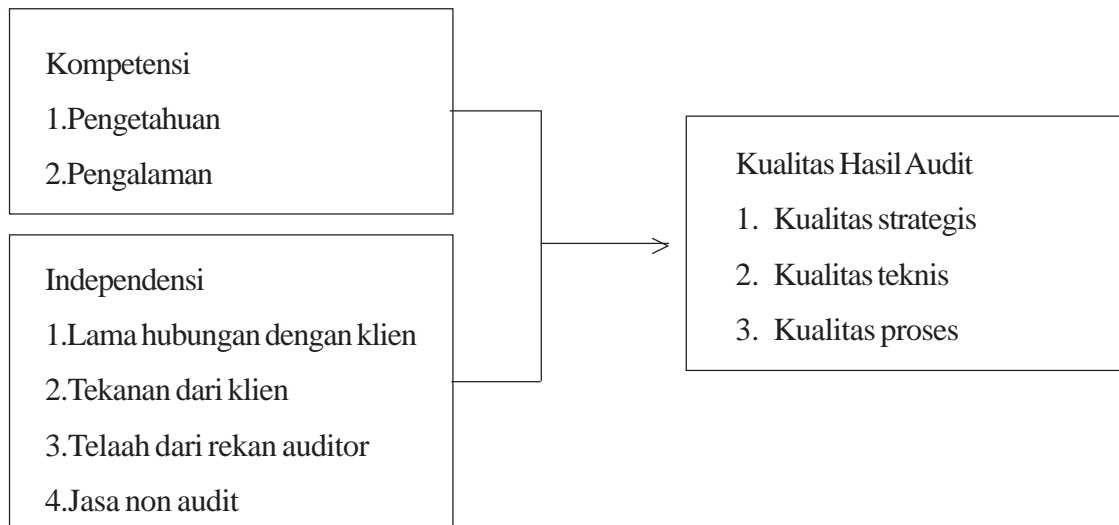 Kompetensi
1.Pengetahuan
2.Pengalaman
Independensi
1.Lama hubungan dengan klien
2.Tekanan dari klien
3.Telaah dari rekan auditor
4.Jasa non audit
Kualitas Hasil Audit
1. Kualitas strategis
2. Kualitas teknis
3. Kualitas proses